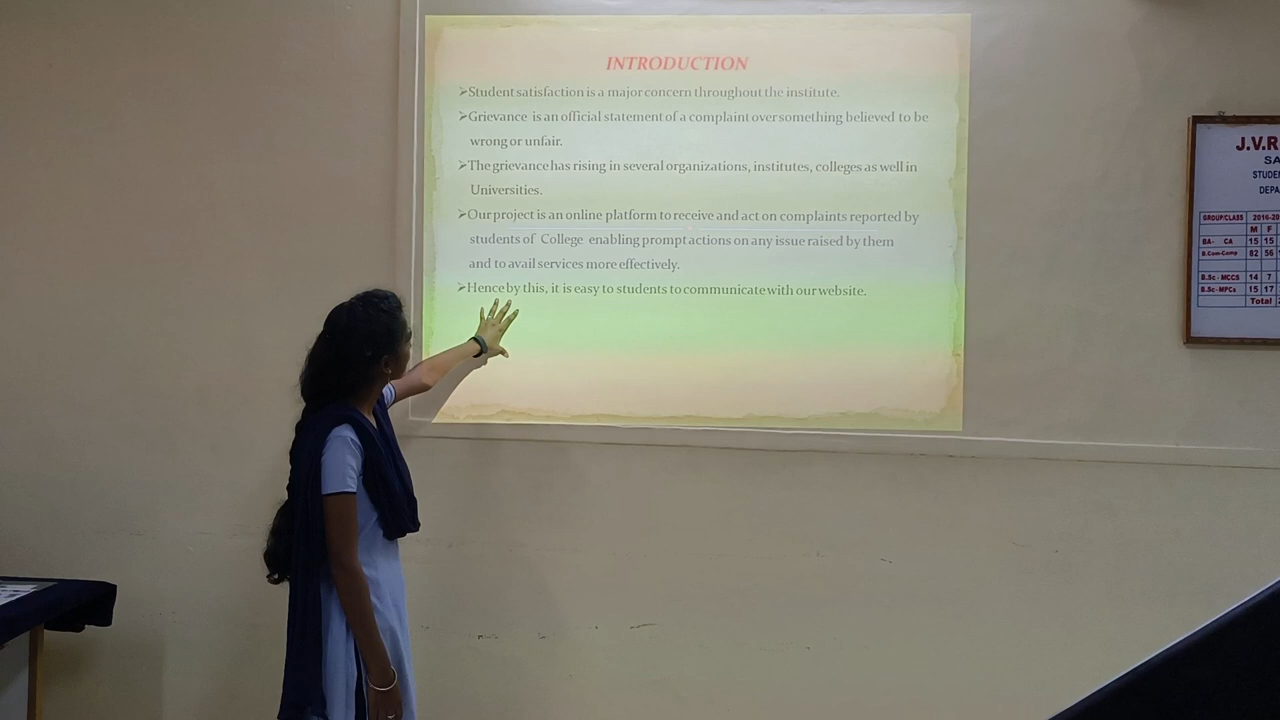 INTRODUCTION
➢Student satisfaction is a major concern throughout the institute.
➢Grievance is an official statement of a complaint over something believed to be
wrong or unfair.
➢The grievance has rising in several organizations, institutes, colleges as well in
Universities.
➢Our project is an online platform to receive and act on complaints reported by
students of College enabling prompt actions on any issue raised by them
and to avail services more effectively.
➢Hence by this, it is easy to students to communicate with our website.
J.V.R
SA
STUDE
DEPA
GROUP/CLASS 2016-20
M F
BA- CA 15 15
B.Com-Comp 82 56
B.Sc - MCCS 14 7
B.Sc-MPCs 15 17
Total